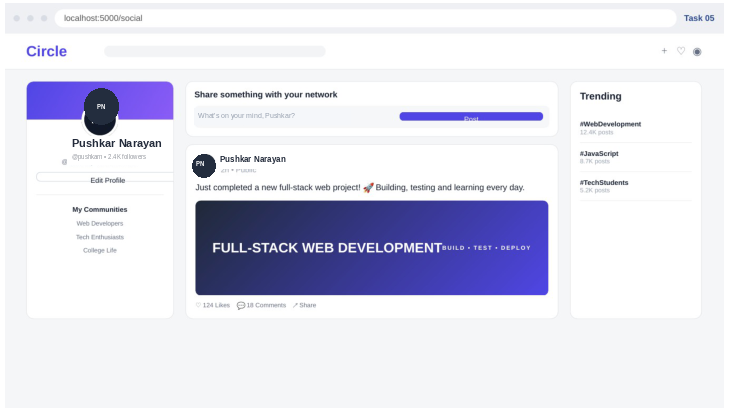 localhost:5000/social
Task 05
Circle
PN
Pushkar Narayan
@pushkarn • 2.4K followers
@
Edit Profile
My Communities
Web Developers
Tech Enthusiasts
College Life
Share something with your network
What's on your mind, Pushkar?
Post
PN
Pushkar Narayan
2h • Public
Just completed a new full-stack web project! 🚀 Building, testing and learning every day.
FULL-STACK WEB DEVELOPMENT BUILD • TEST • DEPLOY
♡ 124 Likes 💬 18 Comments ↗ Share
Trending
#WebDevelopment
12.4K posts
#JavaScript
8.7K posts
#TechStudents
5.2K posts